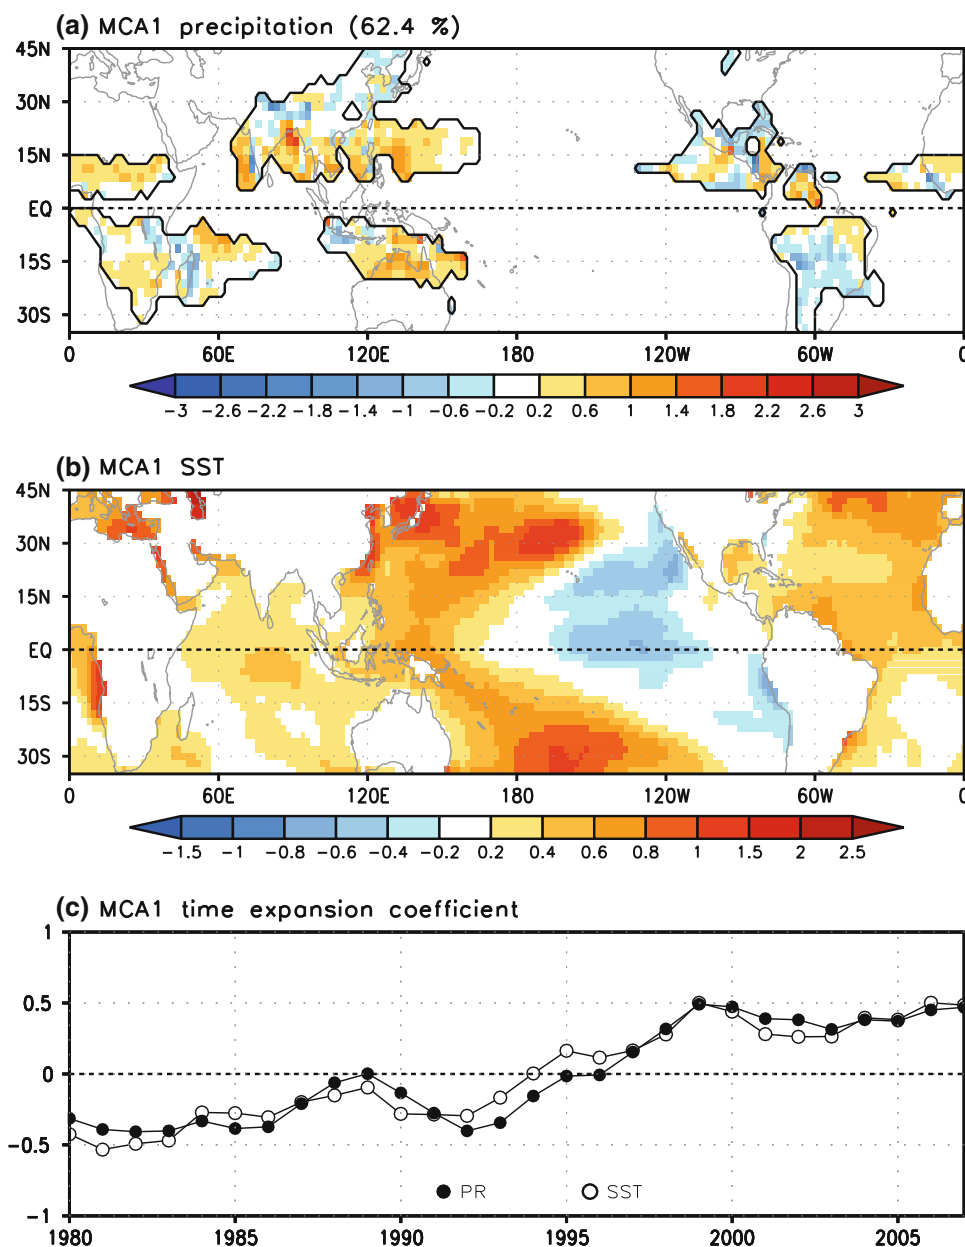 (a) MCA1 precipitation (62.4 %)
45N
30N
15N
EQ
15S
30S
0 60E 120E 180 120W 60W 0
-3 -2.6 -2.2 -1.8 -1.4 -1 -0.6 -0.2 0.2 0.6 1 1.4 1.8 2.2 2.6 3
(b) MCA1 SST
45N
30N
15N
EQ
15S
30S
0 60E 120E 180 120W 60W 0
-1.5 -1 -0.8 -0.6 -0.4 -0.2 0.2 0.4 0.6 0.8 1 1.5 2 2.5
(c) MCA1 time expansion coefficient
1
0.5
0
-0.5
-1
PR SST
1980 1985 1990 1995 2000 2005